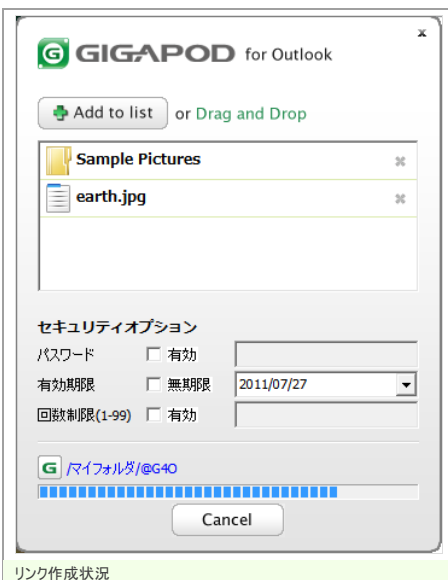 x
G GIGAPOD for Outlook
Add to list or Drag and Drop
Sample Pictures
earth.jpg
セキュリティオプション
パスワード 有効
有効期限 無期限 2011/07/27
回数制限(1-99) 有効
G /マイフォルダ/@G4O
Cancel
リンク作成状況